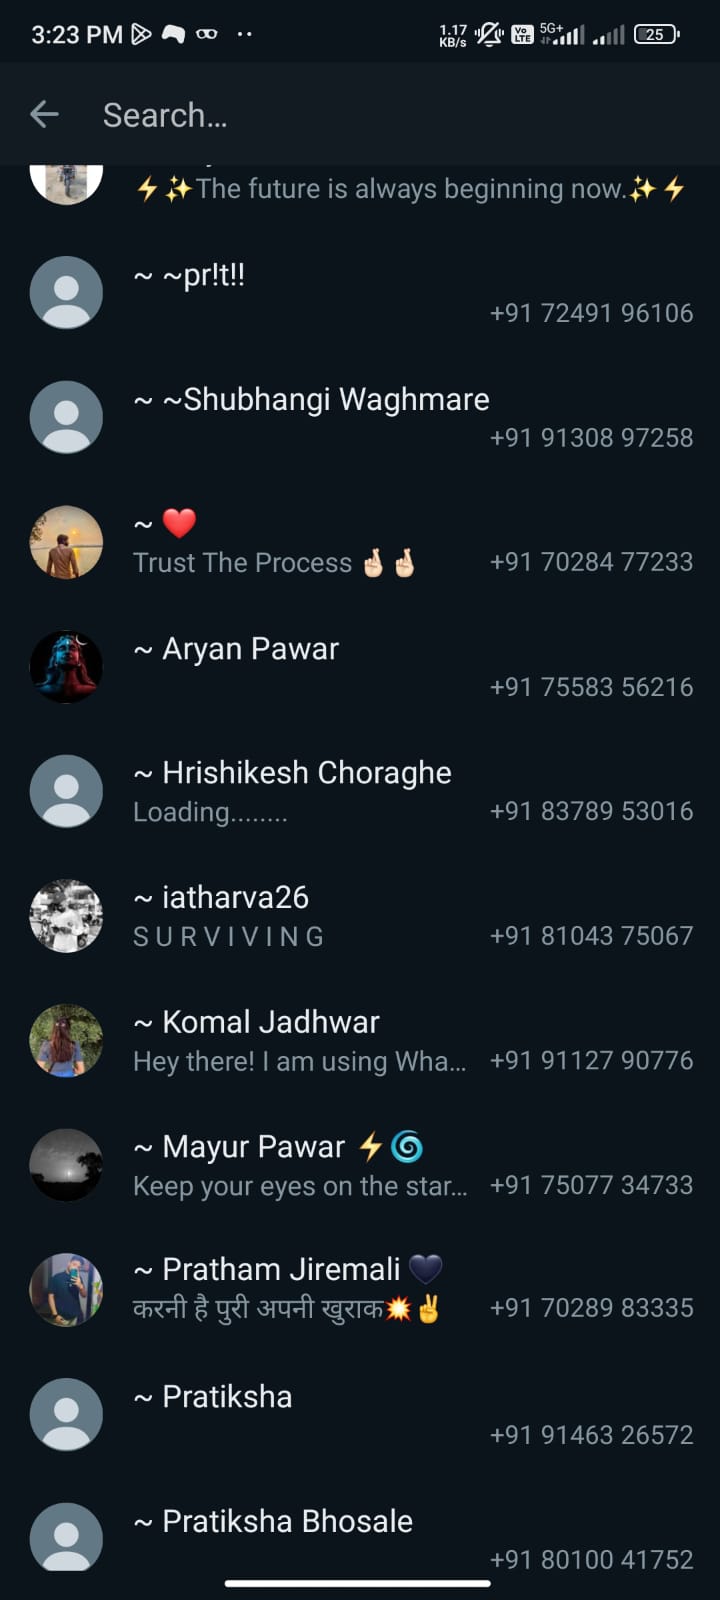 3:23 PM 1.17 KB/s Vo LTE 5G+ 25
Search...
⚡✨The future is always beginning now.✨⚡
~ ~pr!t!!
+91 72491 96106
~ ~Shubhangi Waghmare
+91 91308 97258
~ ❤️
Trust The Process 🤞🏻🤞🏻 +91 70284 77233
~ Aryan Pawar
+91 75583 56216
~ Hrishikesh Choraghe
Loading........ +91 83789 53016
~ iatharva26
S U R V I V I N G +91 81043 75067
~ Komal Jadhwar
Hey there! I am using Wha... +91 91127 90776
~ Mayur Pawar ⚡🌀
Keep your eyes on the star... +91 75077 34733
~ Pratham Jiremali 🖤
करनी है पुरी अपनी खुराक💥✌️ +91 70289 83335
~ Pratiksha
+91 91463 26572
~ Pratiksha Bhosale
+91 80100 41752